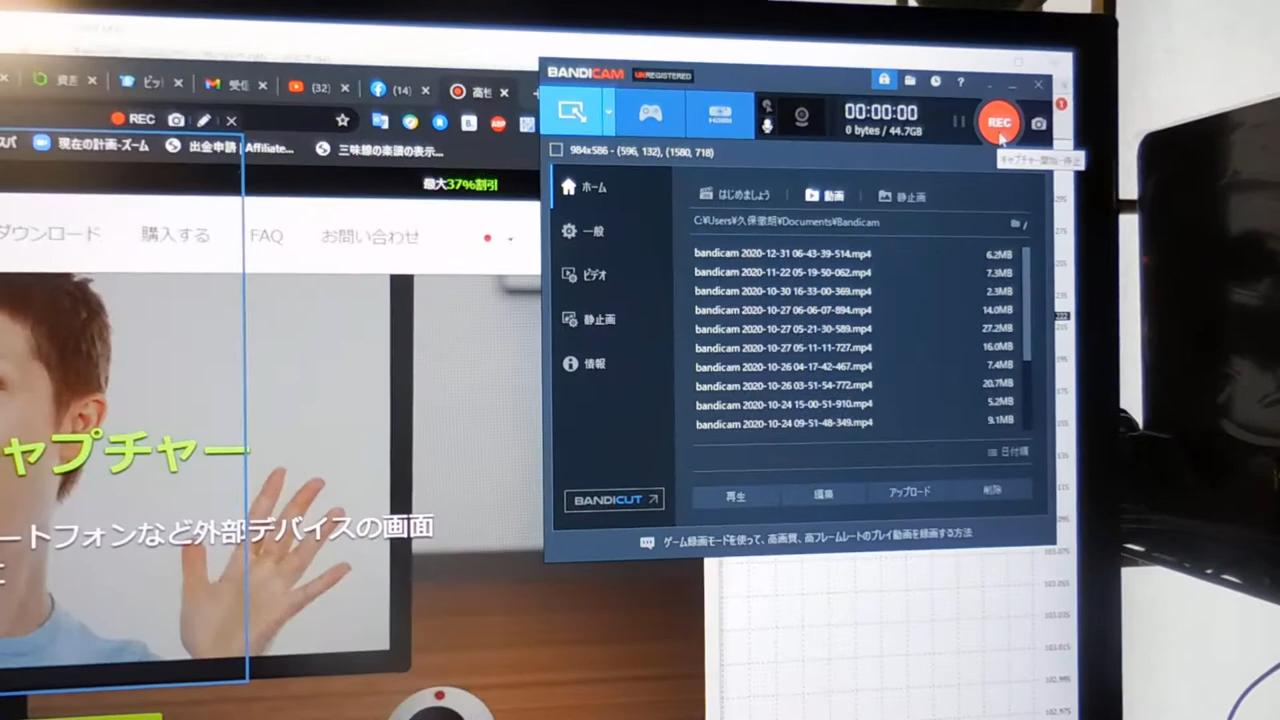 BANDICAM UNREGISTERED
(32)
(14)
REC
00:00:00
REC
0 bytes / 44.7GB
現在の計画-ズーム
出金申請 | Affiliate...
三味線の楽譜の表示...
984x586 - (596, 132), (1580, 718)
キャプチャー開始・停止
最大37%割引
ホーム
はじめましょう
動画
静止画
ダウンロード
購入する
FAQ
お問い合わせ
一般
C:¥Users¥久保徹朗¥Documents¥Bandicam
ビデオ
静止画
情報
bandicam 2020-12-31 06-43-39-514.mp4 6.2MB
bandicam 2020-11-22 05-19-50-062.mp4 7.3MB
bandicam 2020-10-30 16-33-00-369.mp4 2.3MB
bandicam 2020-10-27 06-06-07-894.mp4 14.0MB
bandicam 2020-10-27 05-21-30-589.mp4 27.2MB
bandicam 2020-10-27 05-11-11-727.mp4 16.0MB
bandicam 2020-10-26 04-17-42-467.mp4 7.4MB
bandicam 2020-10-26 03-51-54-772.mp4 20.7MB
bandicam 2020-10-24 15-00-51-910.mp4 5.2MB
bandicam 2020-10-24 09-51-48-349.mp4 9.1MB
日付順
BANDICUT
再生
編集
アップロード
削除
ゲーム録画モードを使って、高画質、高フレームレートのプレイ動画を録画する方法
ャプチャー
ートフォンなど外部デバイスの画面